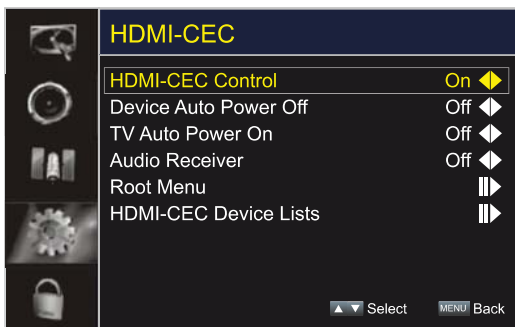 HDMI-CEC
HDMI-CEC Control On
Device Auto Power Off Off
TV Auto Power On Off
Audio Receiver Off
Root Menu
HDMI-CEC Device Lists
Select MENU Back